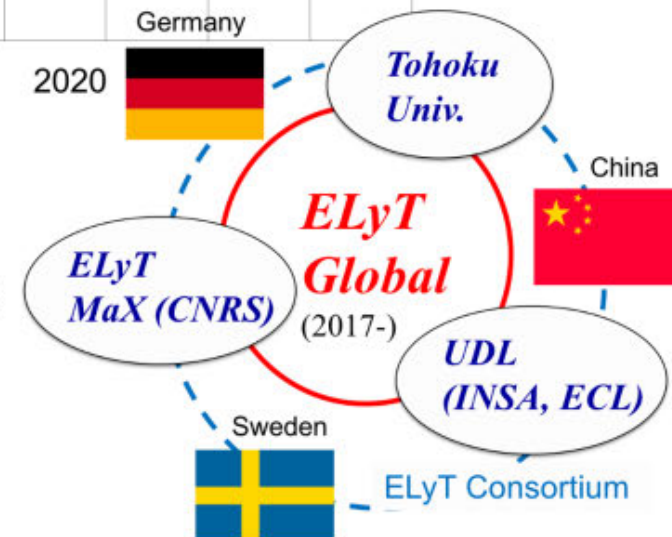 Germany
2020
Tohoku
Univ.
China
ELyT
Global
(2017-)
ELyT
MaX (CNRS)
UDL
(INSA, ECL)
Sweden
ELyT Consortium